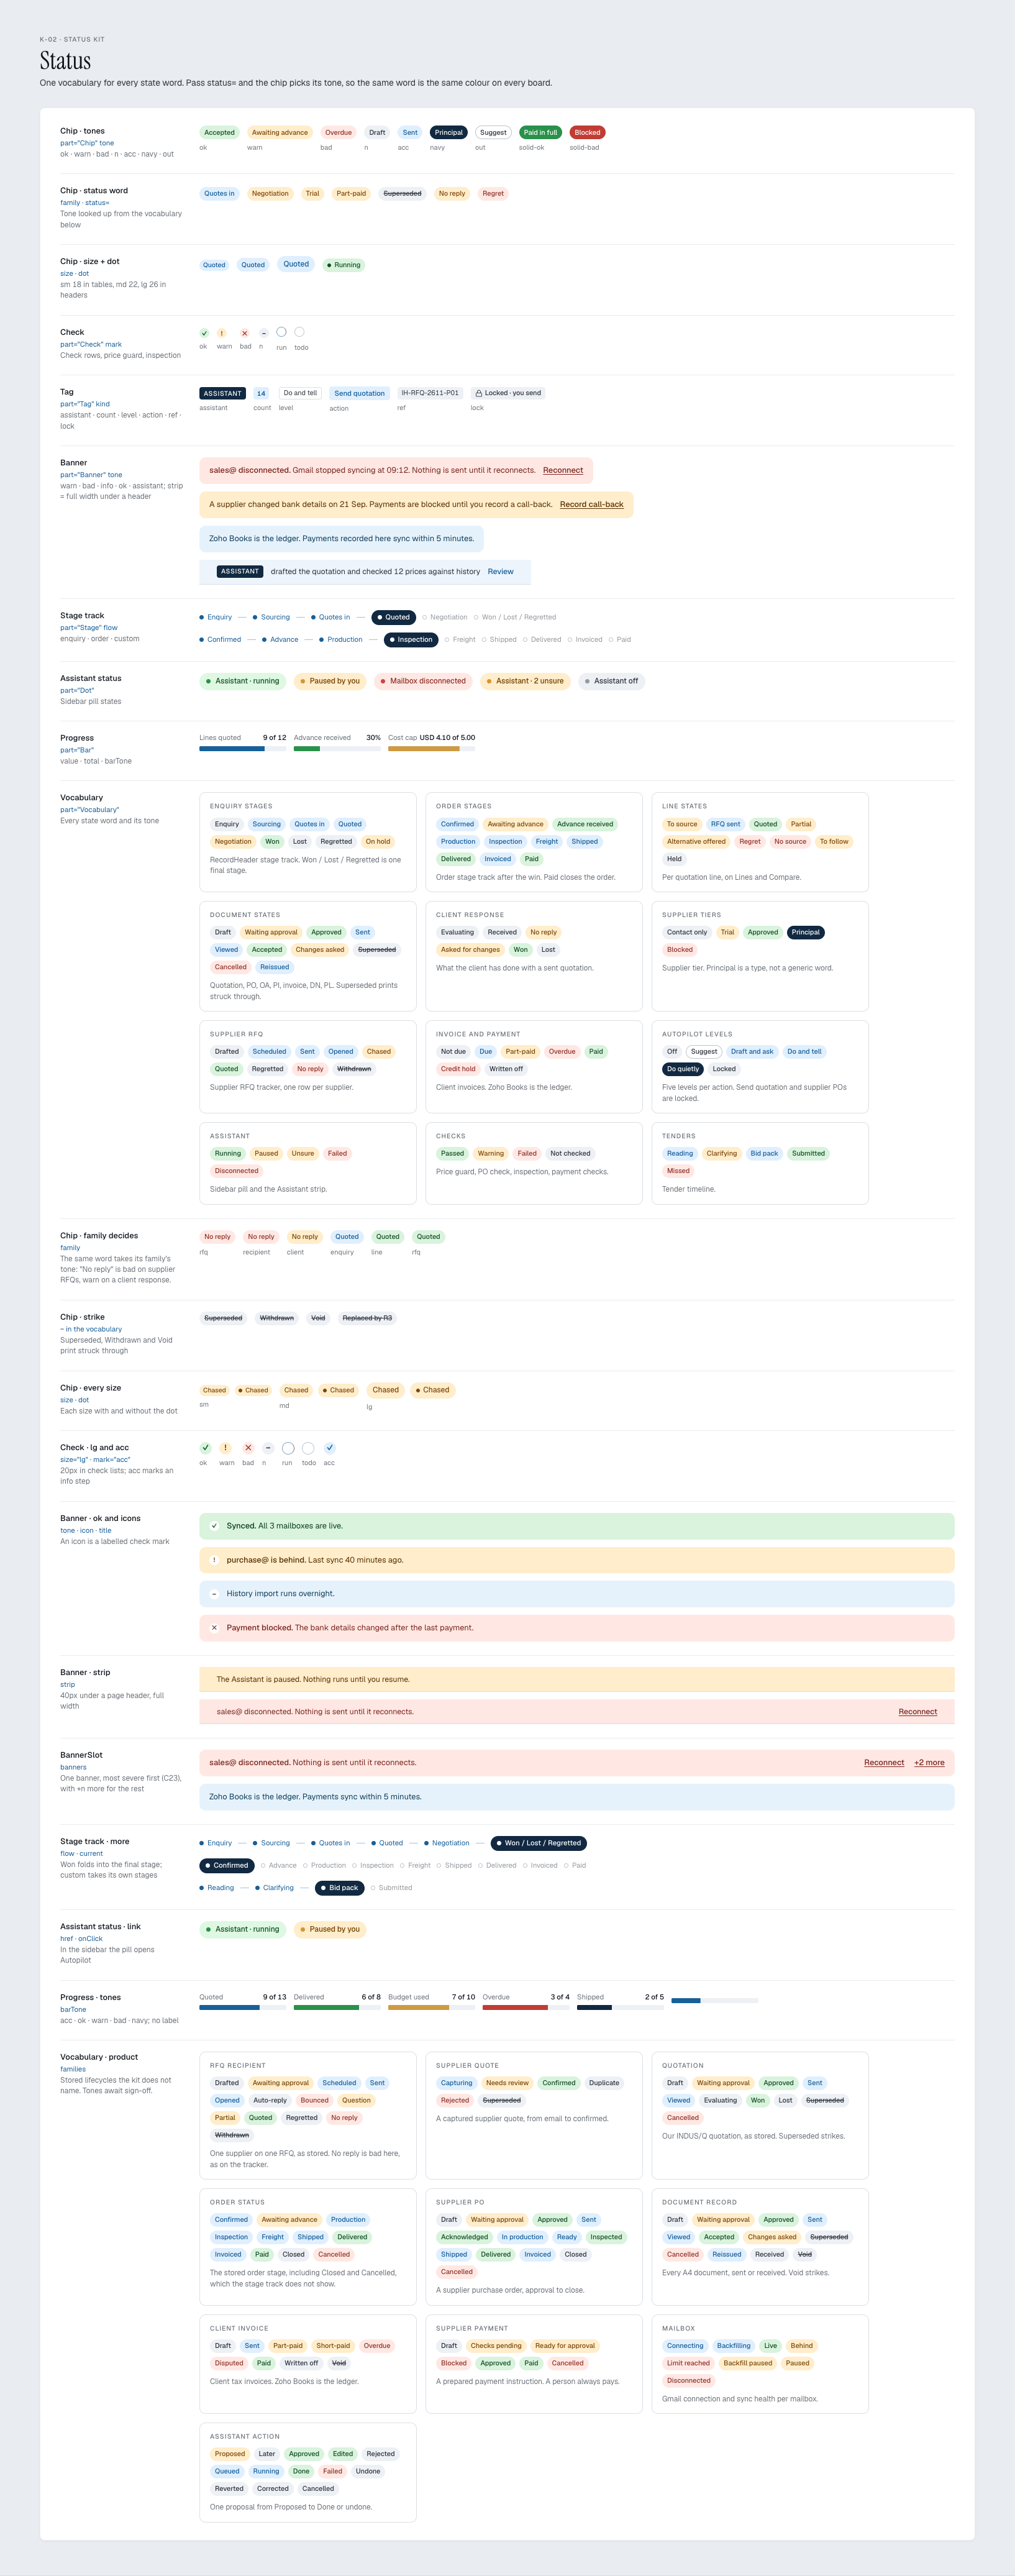 K-02 · STATUS KIT
Status
One vocabulary for every state word. Pass status= and the chip picks its tone, so the same word is the same colour on every board.
Chip · tones
part="Chip" tone
ok · warn · bad · n · acc · navy · out
Accepted Awaiting advance Overdue Draft Sent Principal Suggest Paid in full Blocked
ok warn bad n acc navy out solid-ok solid-bad
Chip · status word
family · status=
Tone looked up from the vocabulary
below
Quotes in Negotiation Trial Part-paid Superseded No reply Regret
Chip · size + dot
size · dot
sm 18 in tables, md 22, lg 26 in
headers
Quoted Quoted Quoted Running
Check
part="Check" mark
Check rows, price guard, inspection
ok warn bad n run todo
Tag
part="Tag" kind
assistant · count · level · action · ref ·
lock
ASSISTANT 14 Do and tell Send quotation IH-RFQ-2611-P01 Locked · you send
assistant count level action ref lock
Banner
part="Banner" tone
warn · bad · info · ok · assistant; strip
= full width under a header
sales@ disconnected. Gmail stopped syncing at 09:12. Nothing is sent until it reconnects. Reconnect
A supplier changed bank details on 21 Sep. Payments are blocked until you record a call-back. Record call-back
Zoho Books is the ledger. Payments recorded here sync within 5 minutes.
ASSISTANT drafted the quotation and checked 12 prices against history Review
Stage track
part="Stage" flow
enquiry · order · custom
Enquiry Sourcing Quotes in Quoted Negotiation Won / Lost / Regretted
Confirmed Advance Production Inspection Freight Shipped Delivered Invoiced Paid
Assistant status
part="Dot"
Sidebar pill states
Assistant · running Paused by you Mailbox disconnected Assistant · 2 unsure Assistant off
Progress
part="Bar"
value · total · barTone
Lines quoted 9 of 12 Advance received 30% Cost cap USD 4.10 of 5.00
Vocabulary
part="Vocabulary"
Every state word and its tone
ENQUIRY STAGES
Enquiry Sourcing Quotes in Quoted
Negotiation Won Lost Regretted On hold
RecordHeader stage track. Won / Lost / Regretted is one
final stage.
ORDER STAGES
Confirmed Awaiting advance Advance received
Production Inspection Freight Shipped
Delivered Invoiced Paid
Order stage track after the win. Paid closes the order.
LINE STATES
To source RFQ sent Quoted Partial
Alternative offered Regret No source To follow
Held
Per quotation line, on Lines and Compare.
DOCUMENT STATES
Draft Waiting approval Approved Sent
Viewed Accepted Changes asked Superseded
Cancelled Reissued
Quotation, PO, OA, PI, invoice, DN, PL. Superseded prints
struck through.
CLIENT RESPONSE
Evaluating Received No reply
Asked for changes Won Lost
What the client has done with a sent quotation.
SUPPLIER TIERS
Contact only Trial Approved Principal
Blocked
Supplier tier. Principal is a type, not a generic word.
SUPPLIER RFQ
Drafted Scheduled Sent Opened Chased
Quoted Regretted No reply Withdrawn
Supplier RFQ tracker, one row per supplier.
INVOICE AND PAYMENT
Not due Due Part-paid Overdue Paid
Credit hold Written off
Client invoices. Zoho Books is the ledger.
AUTOPILOT LEVELS
Off Suggest Draft and ask Do and tell
Do quietly Locked
Five levels per action. Send quotation and supplier POs
are locked.
ASSISTANT
Running Paused Unsure Failed
Disconnected
Sidebar pill and the Assistant strip.
CHECKS
Passed Warning Failed Not checked
Price guard, PO check, inspection, payment checks.
TENDERS
Reading Clarifying Bid pack Submitted
Missed
Tender timeline.
Chip · family decides
family
The same word takes its family's
tone: "No reply" is bad on supplier
RFQs, warn on a client response.
No reply No reply No reply Quoted Quoted Quoted
rfq recipient client enquiry line rfq
Chip · strike
~ in the vocabulary
Superseded, Withdrawn and Void
print struck through
Superseded Withdrawn Void Replaced by R3
Chip · every size
size · dot
Each size with and without the dot
Chased Chased Chased Chased Chased Chased
sm md lg
Check · lg and acc
size="lg" · mark="acc"
20px in check lists; acc marks an
info step
ok warn bad n run todo acc
Banner · ok and icons
tone · icon · title
An icon is a labelled check mark
Synced. All 3 mailboxes are live.
purchase@ is behind. Last sync 40 minutes ago.
History import runs overnight.
Payment blocked. The bank details changed after the last payment.
Banner · strip
strip
40px under a page header, full
width
The Assistant is paused. Nothing runs until you resume.
sales@ disconnected. Nothing is sent until it reconnects. Reconnect
BannerSlot
banners
One banner, most severe first (C23),
with +n more for the rest
sales@ disconnected. Nothing is sent until it reconnects. Reconnect +2 more
Zoho Books is the ledger. Payments sync within 5 minutes.
Stage track · more
flow · current
Won folds into the final stage;
custom takes its own stages
Enquiry Sourcing Quotes in Quoted Negotiation Won / Lost / Regretted
Confirmed Advance Production Inspection Freight Shipped Delivered Invoiced Paid
Reading Clarifying Bid pack Submitted
Assistant status · link
href · onClick
In the sidebar the pill opens
Autopilot
Assistant · running Paused by you
Progress · tones
barTone
acc · ok · warn · bad · navy; no label
Quoted 9 of 13 Delivered 6 of 8 Budget used 7 of 10 Overdue 3 of 4 Shipped 2 of 5
Vocabulary · product
families
Stored lifecycles the kit does not
name. Tones await sign-off.
RFQ RECIPIENT
Drafted Awaiting approval Scheduled Sent
Opened Auto-reply Bounced Question
Partial Quoted Regretted No reply
Withdrawn
One supplier on one RFQ, as stored. No reply is bad here,
as on the tracker.
SUPPLIER QUOTE
Capturing Needs review Confirmed Duplicate
Rejected Superseded
A captured supplier quote, from email to confirmed.
QUOTATION
Draft Waiting approval Approved Sent
Viewed Evaluating Won Lost Superseded
Cancelled
Our INDUS/Q quotation, as stored. Superseded strikes.
ORDER STATUS
Confirmed Awaiting advance Production
Inspection Freight Shipped Delivered
Invoiced Paid Closed Cancelled
The stored order stage, including Closed and Cancelled,
which the stage track does not show.
SUPPLIER PO
Draft Waiting approval Approved Sent
Acknowledged In production Ready Inspected
Shipped Delivered Invoiced Closed
Cancelled
A supplier purchase order, approval to close.
DOCUMENT RECORD
Draft Waiting approval Approved Sent
Viewed Accepted Changes asked Superseded
Cancelled Reissued Received Void
Every A4 document, sent or received. Void strikes.
CLIENT INVOICE
Draft Sent Part-paid Short-paid Overdue
Disputed Paid Written off Void
Client tax invoices. Zoho Books is the ledger.
SUPPLIER PAYMENT
Draft Checks pending Ready for approval
Blocked Approved Paid Cancelled
A prepared payment instruction. A person always pays.
MAILBOX
Connecting Backfilling Live Behind
Limit reached Backfill paused Paused
Disconnected
Gmail connection and sync health per mailbox.
ASSISTANT ACTION
Proposed Later Approved Edited Rejected
Queued Running Done Failed Undone
Reverted Corrected Cancelled
One proposal from Proposed to Done or undone.